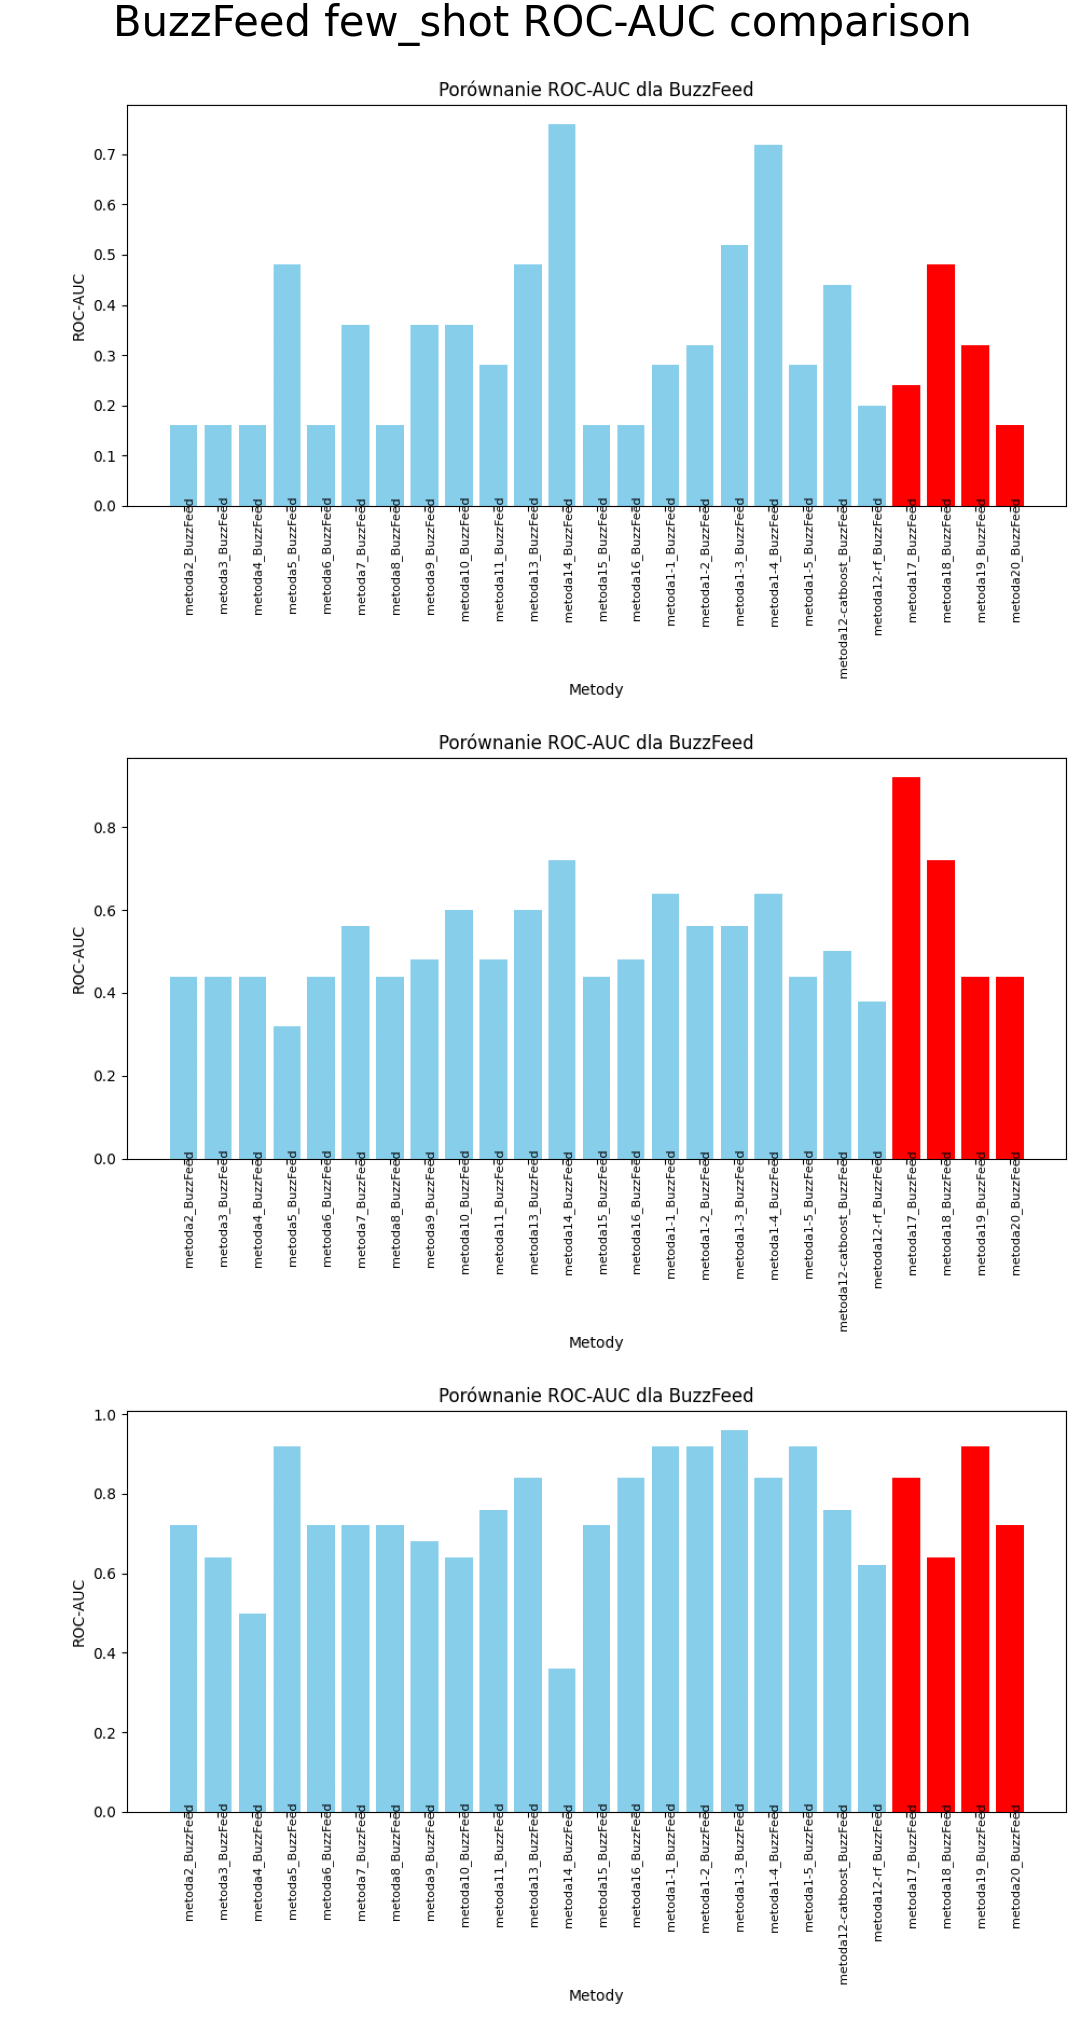 BuzzFeed few_shot ROC-AUC comparison
Porównanie ROC-AUC dla BuzzFeed
ROC-AUC
0.7
0.6
0.5
0.4
0.3
0.2
0.1
0.0
metoda2_BuzzFeed
metoda3_BuzzFeed
metoda4_BuzzFeed
metoda5_BuzzFeed
metoda6_BuzzFeed
metoda7_BuzzFeed
metoda8_BuzzFeed
metoda9_BuzzFeed
metoda10_BuzzFeed
metoda11_BuzzFeed
metoda13_BuzzFeed
metoda14_BuzzFeed
metoda15_BuzzFeed
metoda16_BuzzFeed
metoda1-1_BuzzFeed
metoda1-2_BuzzFeed
metoda1-3_BuzzFeed
metoda1-4_BuzzFeed
metoda1-5_BuzzFeed
metoda12-catboost_BuzzFeed
metoda12-rf_BuzzFeed
metoda17_BuzzFeed
metoda18_BuzzFeed
metoda19_BuzzFeed
metoda20_BuzzFeed
Metody
Porównanie ROC-AUC dla BuzzFeed
ROC-AUC
0.8
0.6
0.4
0.2
0.0
metoda2_BuzzFeed
metoda3_BuzzFeed
metoda4_BuzzFeed
metoda5_BuzzFeed
metoda6_BuzzFeed
metoda7_BuzzFeed
metoda8_BuzzFeed
metoda9_BuzzFeed
metoda10_BuzzFeed
metoda11_BuzzFeed
metoda13_BuzzFeed
metoda14_BuzzFeed
metoda15_BuzzFeed
metoda16_BuzzFeed
metoda1-1_BuzzFeed
metoda1-2_BuzzFeed
metoda1-3_BuzzFeed
metoda1-4_BuzzFeed
metoda1-5_BuzzFeed
metoda12-catboost_BuzzFeed
metoda12-rf_BuzzFeed
metoda17_BuzzFeed
metoda18_BuzzFeed
metoda19_BuzzFeed
metoda20_BuzzFeed
Metody
Porównanie ROC-AUC dla BuzzFeed
ROC-AUC
1.0
0.8
0.6
0.4
0.2
0.0
metoda2_BuzzFeed
metoda3_BuzzFeed
metoda4_BuzzFeed
metoda5_BuzzFeed
metoda6_BuzzFeed
metoda7_BuzzFeed
metoda8_BuzzFeed
metoda9_BuzzFeed
metoda10_BuzzFeed
metoda11_BuzzFeed
metoda13_BuzzFeed
metoda14_BuzzFeed
metoda15_BuzzFeed
metoda16_BuzzFeed
metoda1-1_BuzzFeed
metoda1-2_BuzzFeed
metoda1-3_BuzzFeed
metoda1-4_BuzzFeed
metoda1-5_BuzzFeed
metoda12-catboost_BuzzFeed
metoda12-rf_BuzzFeed
metoda17_BuzzFeed
metoda18_BuzzFeed
metoda19_BuzzFeed
metoda20_BuzzFeed
Metody